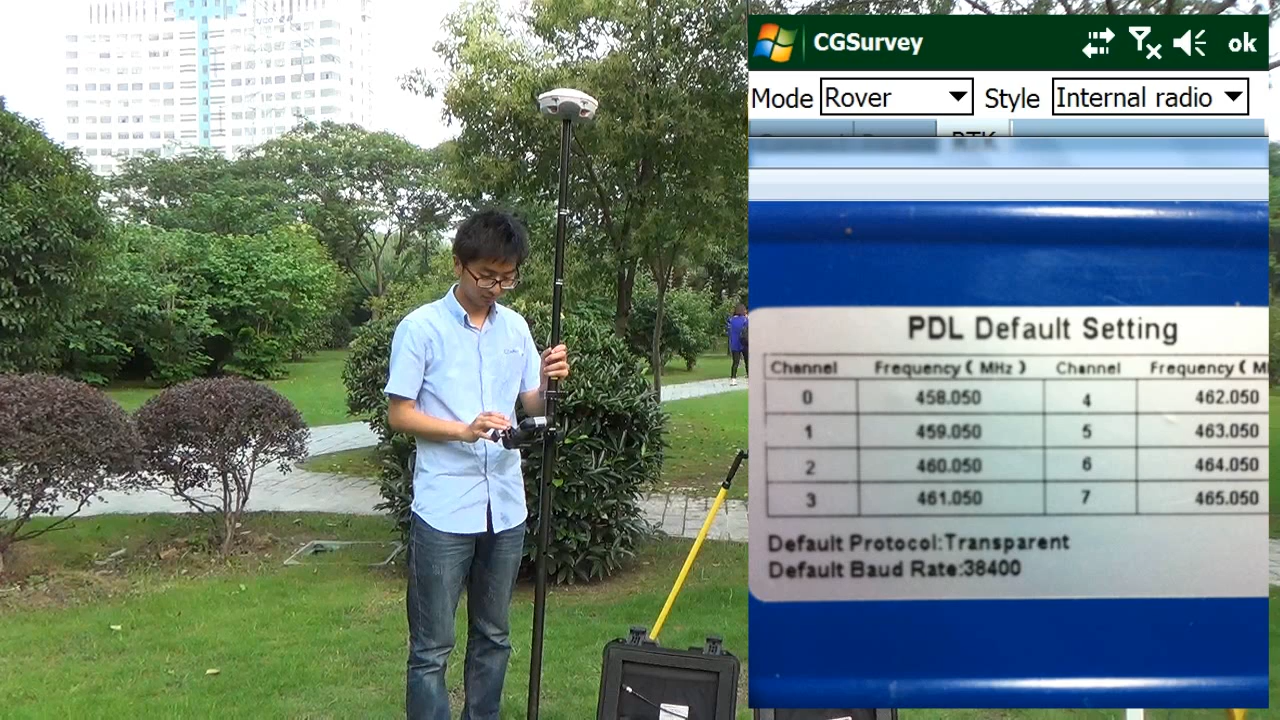 CGSurvey ok
Mode Rover Style Internal radio
RTK
PDL Default Setting
Channel Frequency ( MHz ) Channel Frequency ( M
0 458.050 4 462.050
1 459.050 5 463.050
2 460.050 6 464.050
3 461.050 7 465.050
Default Protocol:Transparent
Default Baud Rate:38400